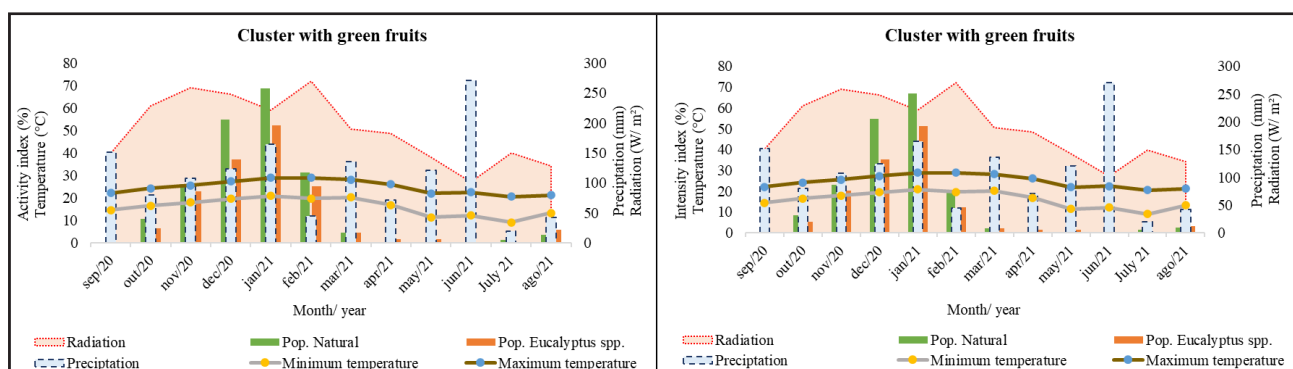 Cluster with green fruits
Activity index (%)
Temperature (°C)
80
70
60
50
40
30
20
10
0
300
250
200
150
100
50
0
Preciptation (mm)
Radiation (W/ m²)
sep/20
out/20
nov/20
dec/20
jan/21
feb/21
mar/21
apr/21
may/21
jun/21
July 21
ago/21
Month/ year
Radiation
Pop. Natural
Pop. Eucalyptus spp.
Preciptation
Minimum temperature
Maximum temperature
Cluster with green fruits
Intensity index (%)
Temperature (°C)
80
70
60
50
40
30
20
10
0
300
250
200
150
100
50
0
Preciptation (mm)
Radiation (W/ m²)
sep/20
out/20
nov/20
dec/20
jan/21
feb/21
mar/21
apr/21
may/21
jun/21
July 21
ago/21
Month/ year
Radiation
Pop. Natural
Pop. Eucalyptus spp.
Preciptation
Minimum temperature
Maximum temperature